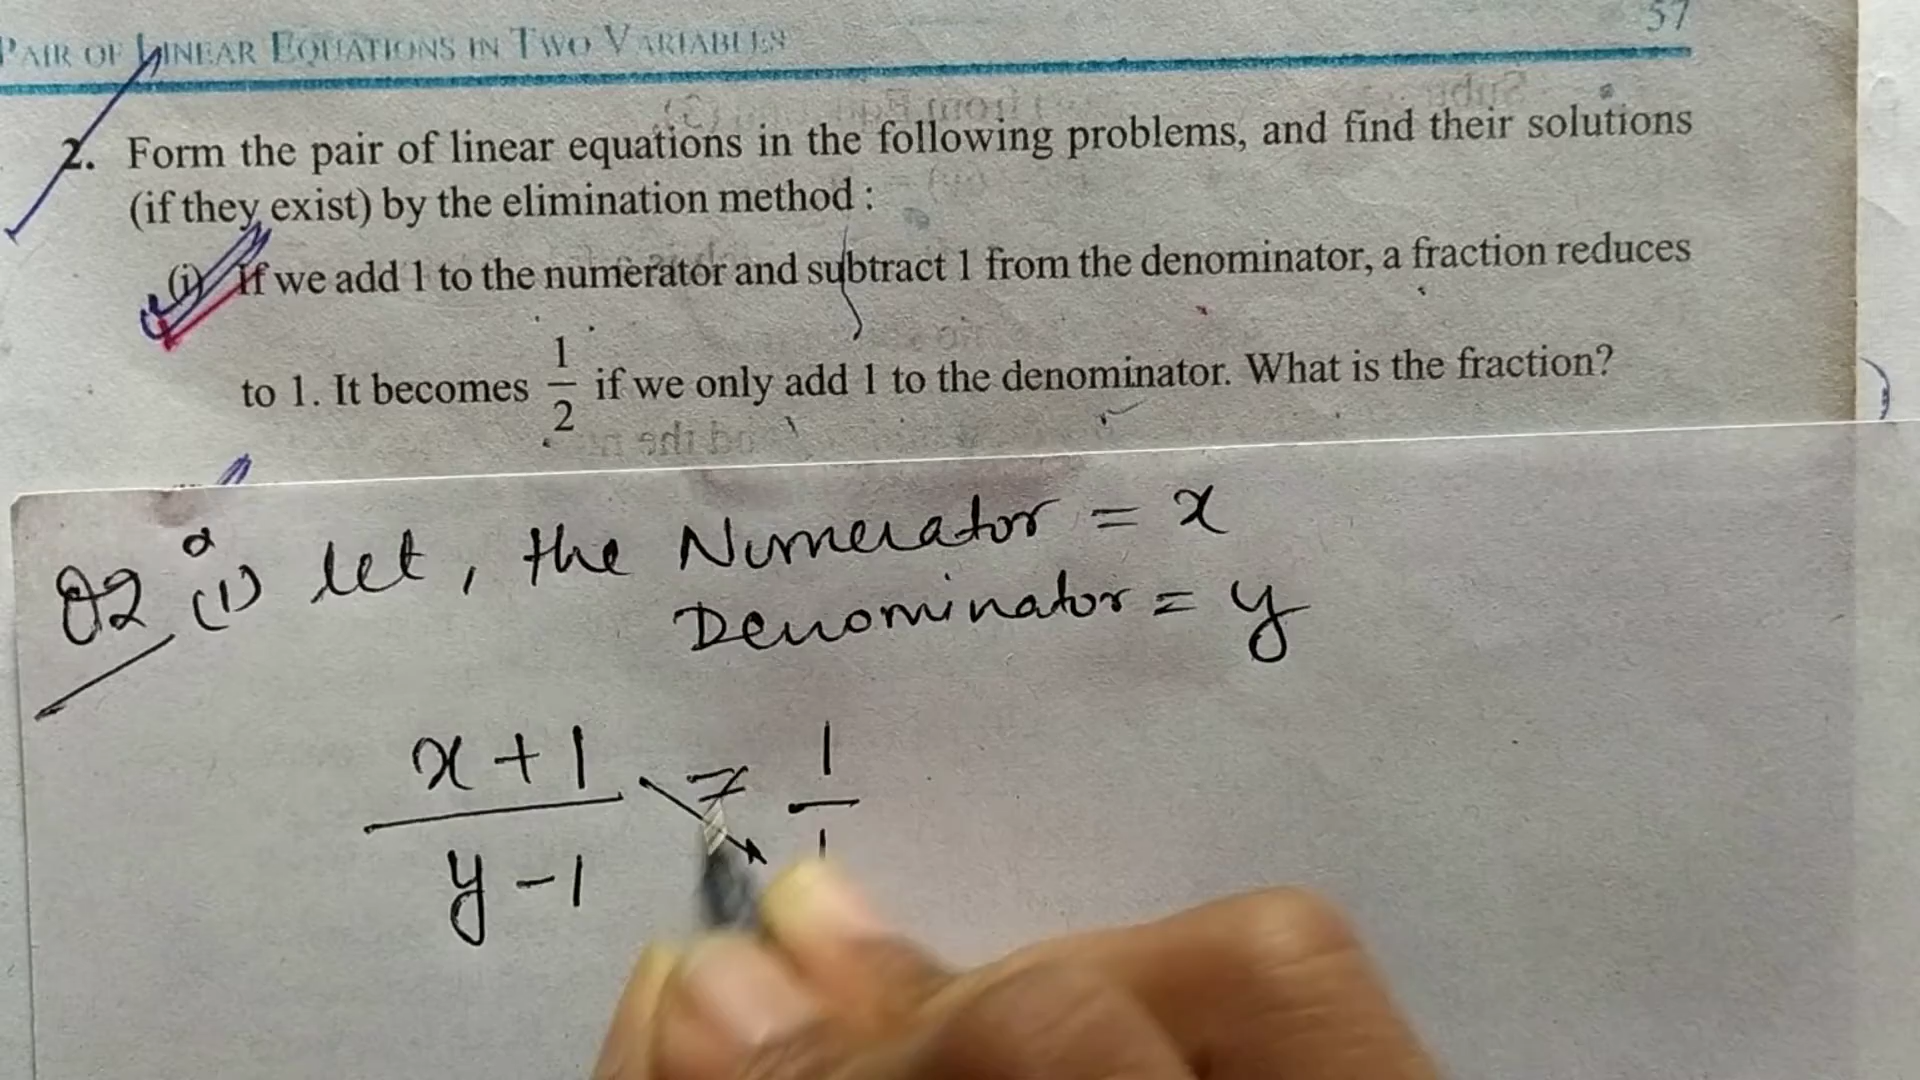 PAIR OF LINEAR EQUATIONS IN TWO VARIABLES 57
2. Form the pair of linear equations in the following problems, and find their solutions
(if they exist) by the elimination method :
(i) If we add 1 to the numerator and subtract 1 from the denominator, a fraction reduces
to 1. It becomes 1/2 if we only add 1 to the denominator. What is the fraction?
Q2 (i) let, the Numerator = x
Denominator = y
x + 1 = 1
y - 1 1